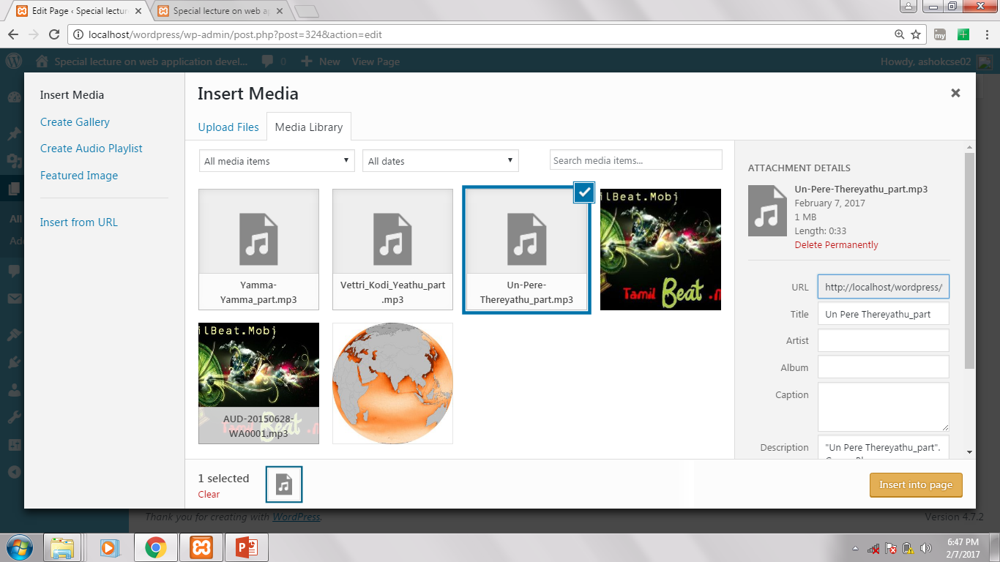 Edit Page ‹ Special lectur
Special lecture on web ap
localhost/wordpress/wp-admin/post.php?post=324&action=edit
my
Special lecture on web application devel...
0
New
View Page
Howdy, ashokcse02
Insert Media
Create Gallery
Create Audio Playlist
Featured Image
Insert from URL
All
Ad
Insert Media
Upload Files
Media Library
All media items
All dates
Search media items...
Yamma-
Yamma_part.mp3
Vettri_Kodi_Yeathu_part
.mp3
Un-Pere-
Thereyathu_part.mp3
ilBeat.Mobj
Tamil Beat .m
ilBeat.Mobj
Tamil Beat .m
AUD-20150628-
WA0001.mp3
ATTACHMENT DETAILS
Un-Pere-Thereyathu_part.mp3
February 7, 2017
1 MB
Length: 0:33
Delete Permanently
URL
http://localhost/wordpress/
Title
Un Pere Thereyathu_part
Artist
Album
Caption
Description
"Un Pere Thereyathu_part".
1 selected
Clear
Insert into page
Thank you for creating with WordPress.
Version 4.7.2
6:47 PM
2/7/2017